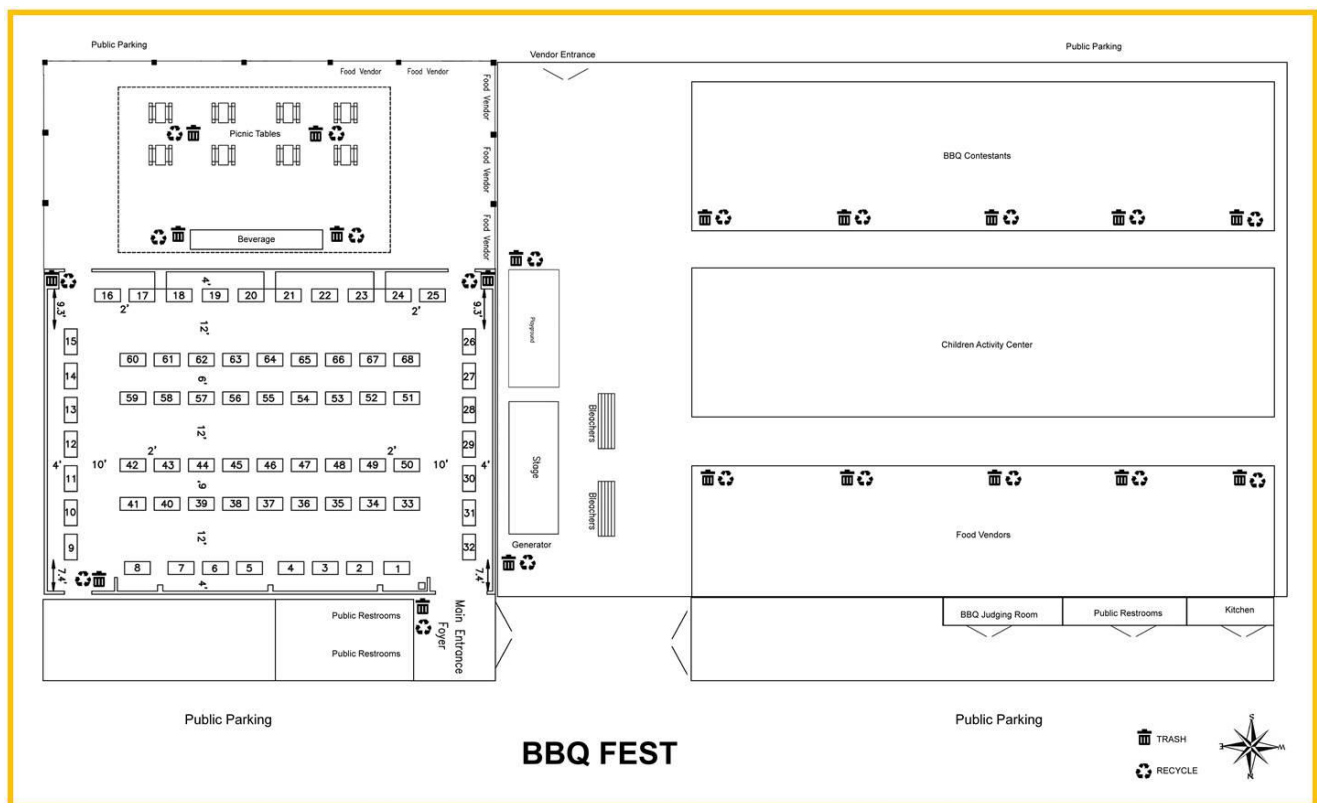 Public Parking
Vendor Entrance
Public Parking
Food Vendor
Food Vendor
Food Vendor
Food Vendor
Food Vendor
Picnic Tables
Beverage
BBQ Contestants
4'
9.3'
9.3'
16 17 18 19 20 21 22 23 24 25
2'
2'
12'
15
14
13
12
11
10
9
60 61 62 63 64 65 66 67 68
6'
59 58 57 56 55 54 53 52 51
12'
2'
2'
42 43 44 45 46 47 48 49 50
4'
10'
10'
4'
6'
41 40 39 38 37 36 35 34 33
12'
26
27
28
29
30
31
32
7.4'
7.4'
8 7 6 5 4 3 2 1
4'
Playground
Stage
Bleachers
Bleachers
Generator
Children Activity Center
Food Vendors
Public Restrooms
Public Restrooms
Main Entrance
Foyer
BBQ Judging Room
Public Restrooms
Kitchen
Public Parking
Public Parking
BBQ FEST
TRASH
RECYCLE
S
E
W
N